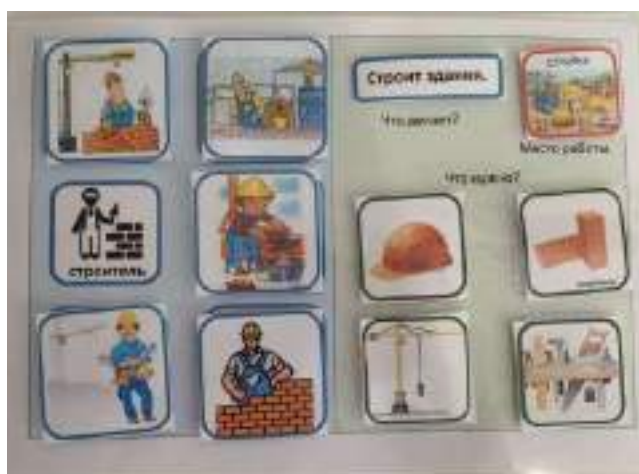 Строит здания.
стройка
Что делает?
Место работы
Что нужно?
строитель